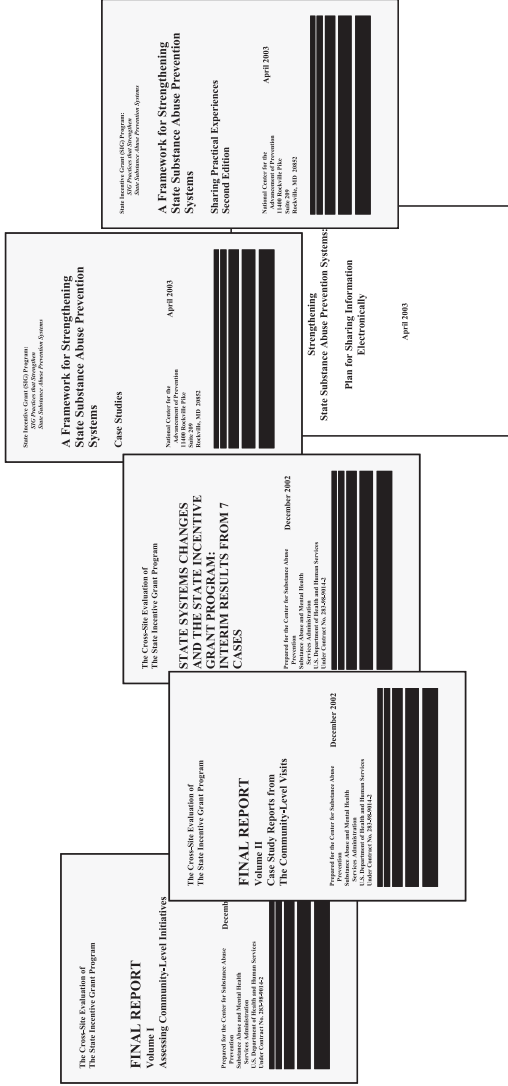 The Cross-Site Evaluation of
The State Incentive Grant Program
FINAL REPORT
Volume I
Assessing Community-Level Initiatives
Decemb
Prepared for the Center for Substance Abuse
Prevention
Substance Abuse and Mental Health
Services Administration
U.S. Department of Health and Human Services
Under Contract No. 283-98-9014-2
The Cross-Site Evaluation of
The State Incentive Grant Program
FINAL REPORT
Volume II
Case Study Reports from
The Community-Level Visits
December 2002
Prepared for the Center for Substance Abuse
Prevention
Substance Abuse and Mental Health
Services Administration
U.S. Department of Health and Human Services
Under Contract No. 283-98-9014-2
The Cross-Site Evaluation of
The State Incentive Grant Program
STATE SYSTEMS CHANGES
AND THE STATE INCENTIVE
GRANT PROGRAM:
INTERIM RESULTS FROM 7
CASES
December 2002
Prepared for the Center for Substance Abuse
Prevention
Substance Abuse and Mental Health
Services Administration
U.S. Department of Health and Human Services
Under Contract No. 283-98-9014-2
State Incentive Grant (SIG) Program:
SIG Practices that Strengthen
State Substance Abuse Prevention Systems
A Framework for Strengthening
State Substance Abuse Prevention
Systems
Case Studies
April 2003
National Center for the
Advancement of Prevention
11400 Rockville Pike
Suite 209
Rockville, MD 20852
Strengthening
State Substance Abuse Prevention Systems:
Plan for Sharing Information
Electronically
April 2003
State Incentive Grant (SIG) Program:
SIG Practices that Strengthen
State Substance Abuse Prevention Systems
A Framework for Strengthening
State Substance Abuse Prevention
Systems
Sharing Practical Experiences
Second Edition
April 2003
National Center for the
Advancement of Prevention
11400 Rockville Pike
Suite 209
Rockville, MD 20852